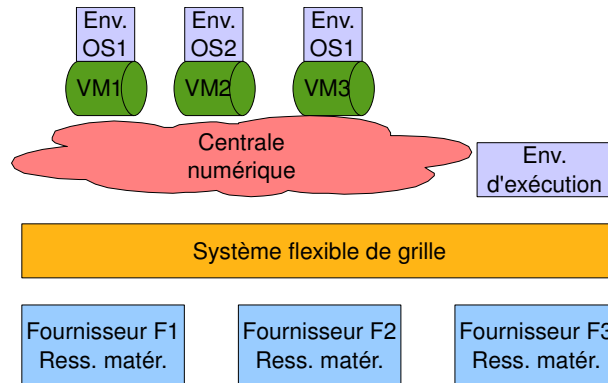 Env.
OS1
Env.
OS2
Env.
OS1
VM1
VM2
VM3
Centrale
numérique
Env.
d'exécution
Système flexible de grille
Fournisseur F1
Ress. matér.
Fournisseur F2
Ress. matér.
Fournisseur F3
Ress. matér.